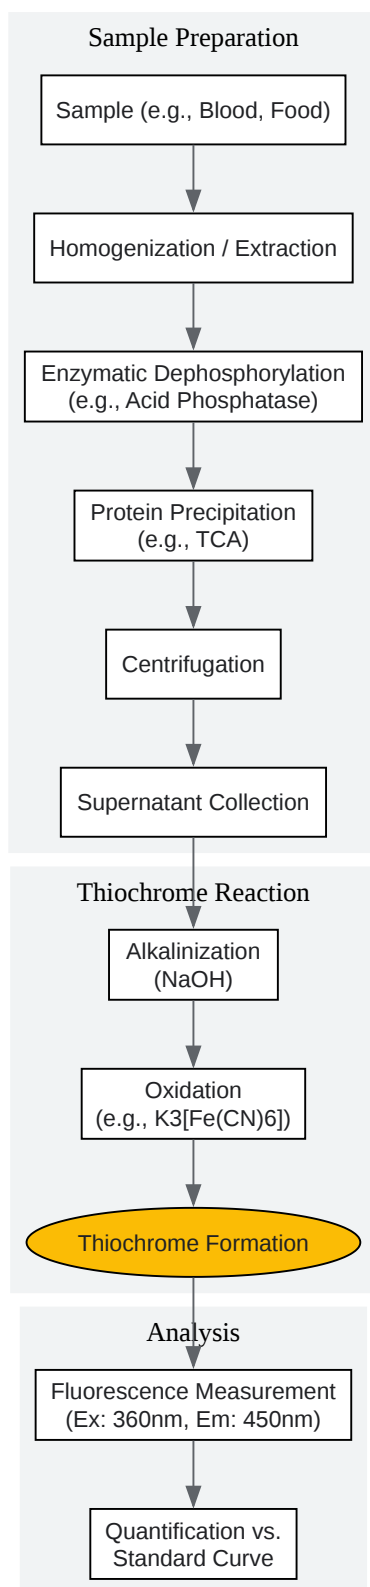 Sample Preparation
Sample (e.g., Blood, Food)
Homogenization / Extraction
Enzymatic Dephosphorylation
(e.g., Acid Phosphatase)
Protein Precipitation
(e.g., TCA)
Centrifugation
Supernatant Collection
Thiochrome Reaction
Alkalinization
(NaOH)
Oxidation
(e.g., K3[Fe(CN)6])
Thiochrome Formation
Analysis
Fluorescence Measurement
(Ex: 360nm, Em: 450nm)
Quantification vs.
Standard Curve